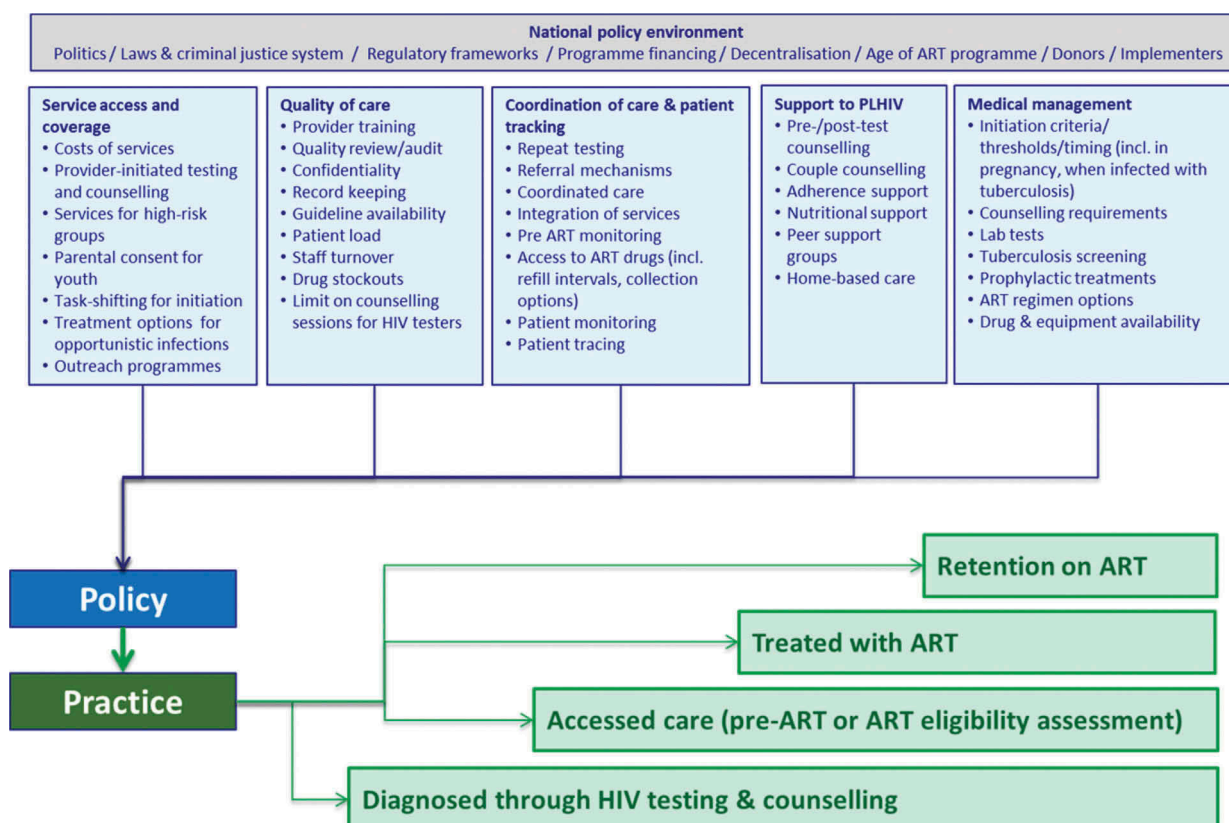 National policy environment
Politics / Laws & criminal justice system / Regulatory frameworks / Programme financing / Decentralisation / Age of ART programme / Donors / Implementers
Service access and
coverage
• Costs of services
• Provider-initiated testing
and counselling
• Services for high-risk
groups
• Parental consent for
youth
• Task-shifting for initiation
• Treatment options for
opportunistic infections
• Outreach programmes
Quality of care
• Provider training
• Quality review/audit
• Confidentiality
• Record keeping
• Guideline availability
• Patient load
• Staff turnover
• Drug stockouts
• Limit on counselling
sessions for HIV testers
Coordination of care & patient
tracking
• Repeat testing
• Referral mechanisms
• Coordinated care
• Integration of services
• Pre ART monitoring
• Access to ART drugs (incl.
refill intervals, collection
options)
• Patient monitoring
• Patient tracing
Support to PLHIV
• Pre-/post-test
counselling
• Couple counselling
• Adherence support
• Nutritional support
• Peer support
groups
• Home-based care
Medical management
• Initiation criteria/
thresholds/timing (incl. in
pregnancy, when infected with
tuberculosis)
• Counselling requirements
• Lab tests
• Tuberculosis screening
• Prophylactic treatments
• ART regimen options
• Drug & equipment availability
Policy
Practice
Retention on ART
Treated with ART
Accessed care (pre-ART or ART eligibility assessment)
Diagnosed through HIV testing & counselling